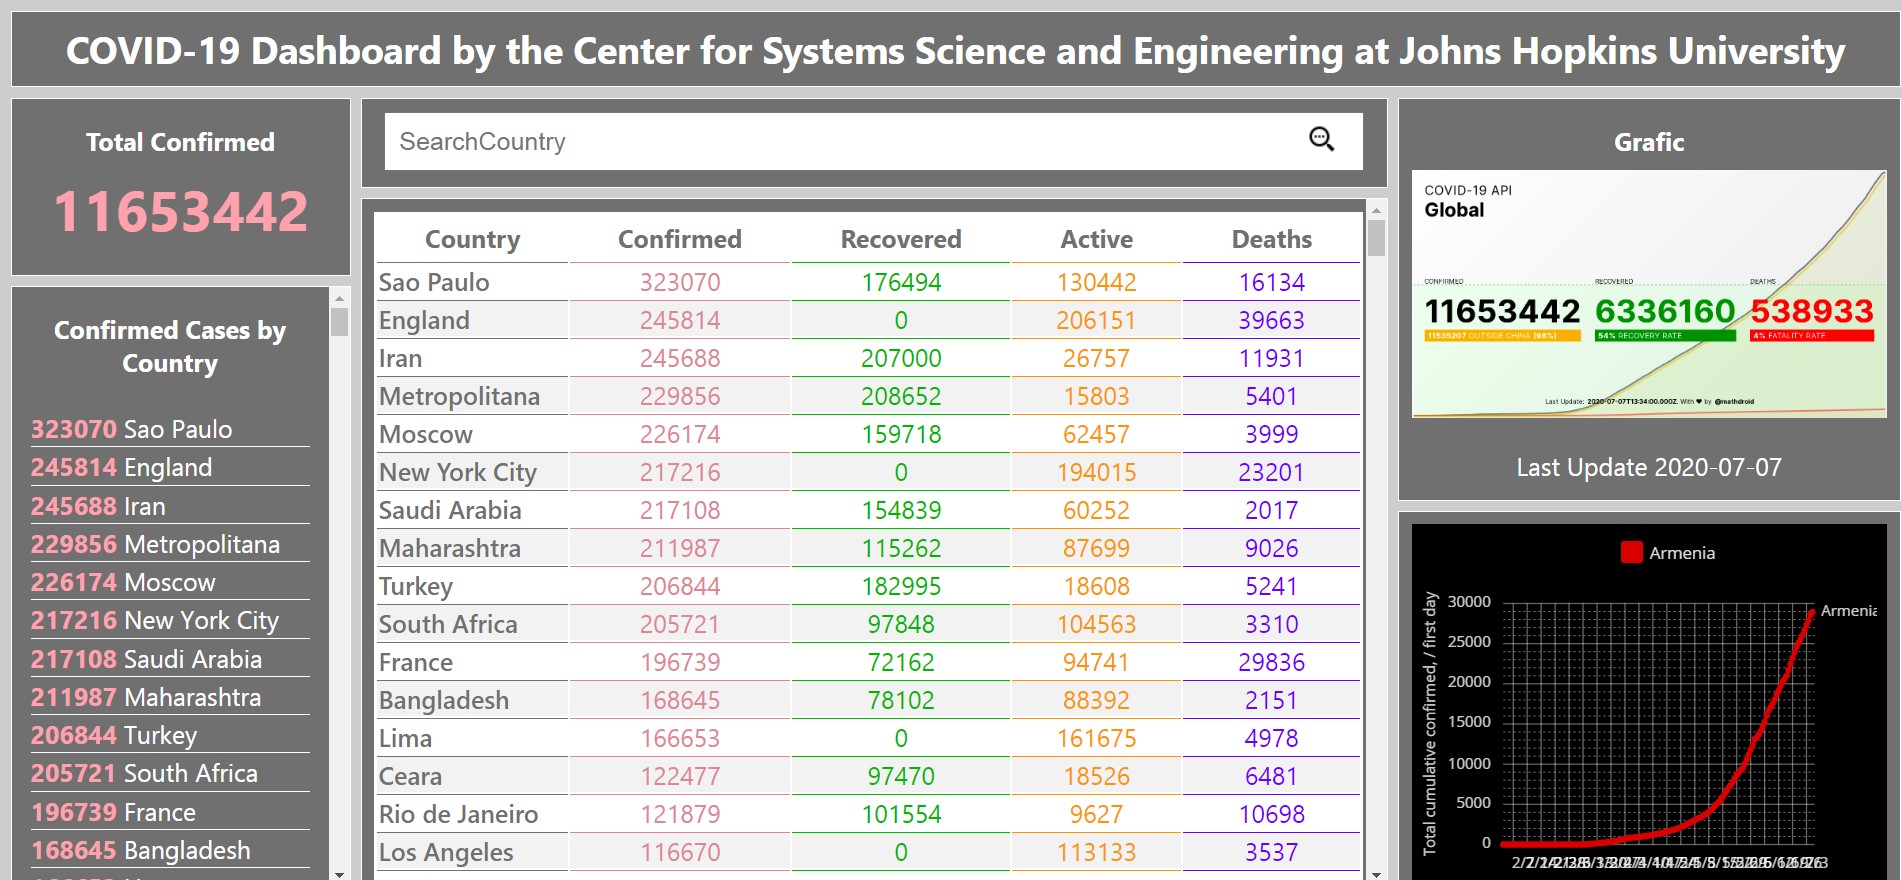 COVID-19 Dashboard by the Center for Systems Science and Engineering at Johns Hopkins University
Total Confirmed
11653442
Confirmed Cases by
Country
323070 Sao Paulo
245814 England
245688 Iran
229856 Metropolitana
226174 Moscow
217216 New York City
217108 Saudi Arabia
211987 Maharashtra
206844 Turkey
205721 South Africa
196739 France
168645 Bangladesh
SearchCountry
Country Confirmed Recovered Active Deaths
Sao Paulo 323070 176494 130442 16134
England 245814 0 206151 39663
Iran 245688 207000 26757 11931
Metropolitana 229856 208652 15803 5401
Moscow 226174 159718 62457 3999
New York City 217216 0 194015 23201
Saudi Arabia 217108 154839 60252 2017
Maharashtra 211987 115262 87699 9026
Turkey 206844 182995 18608 5241
South Africa 205721 97848 104563 3310
France 196739 72162 94741 29836
Bangladesh 168645 78102 88392 2151
Lima 166653 0 161675 4978
Ceara 122477 97470 18526 6481
Rio de Janeiro 121879 101554 9627 10698
Los Angeles 116670 0 113133 3537
Grafic
COVID-19 API
Global
CONFIRMED RECOVERED DEATHS
11653442 6336160 538933
11535207 OUTSIDE CHINA (98%) 54% RECOVERY RATE 4% FATALITY RATE
Last Update: 2020-07-07T13:34:00.000Z. With ❤ by @mathdroid
Last Update 2020-07-07
Armenia
Total cumulative confirmed, / first day
30000
Armenia
25000
20000
15000
10000
5000
0